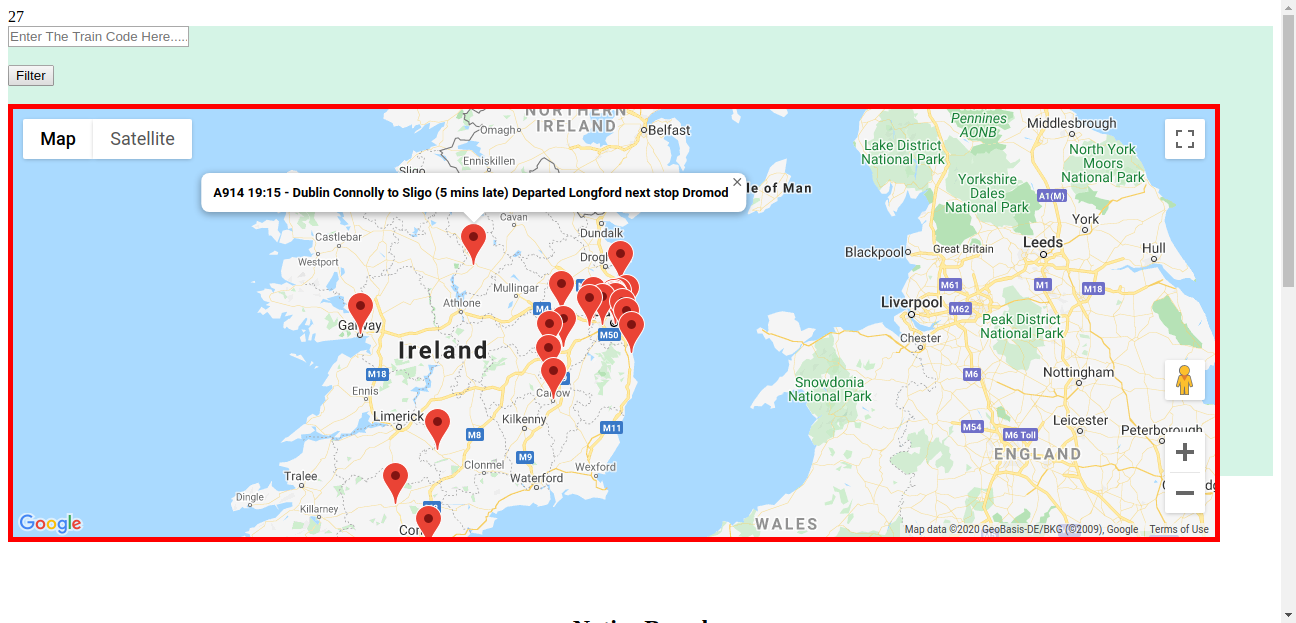 27
Enter The Train Code Here.....
Filter
Map
Satellite
NORTHERN
IRELAND
Omagh
Belfast
Enniskillen
Sligo
A914 19:15 - Dublin Connolly to Sligo (5 mins late) Departed Longford next stop Dromod
×
le of Man
Cavan
Dundalk
Castlebar
Westport
Drogh
Mullingar
Athlone
M4
Galway
M50
Ireland
M18
Ennis
Carlow
Limerick
Kilkenny
M8
M11
M9
Clonmel
Wexford
Waterford
Tralee
Dingle
Killarney
Pennines
AONB
Middlesbrough
Lake District
National Park
North York
Moors
National Park
Yorkshire
Dales
National Park
A1(M)
York
Blackpool
Great Britain
Leeds
Hull
M61
M1
M18
Liverpool
M62
Peak District
National Park
Chester
Snowdonia
National Park
M6
Nottingham
M54
M6 Toll
Leicester
Peterborough
ENGLAND
WALES
Google
Map data ©2020 GeoBasis-DE/BKG (©2009), Google
Terms of Use